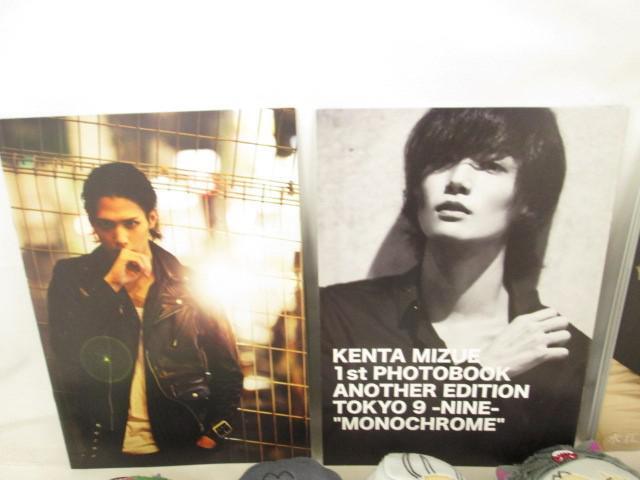 KENTA MIZUE
1st PHOTOBOOK
ANOTHER EDITION
TOKYO 9 -NINE-
"MONOCHROME"